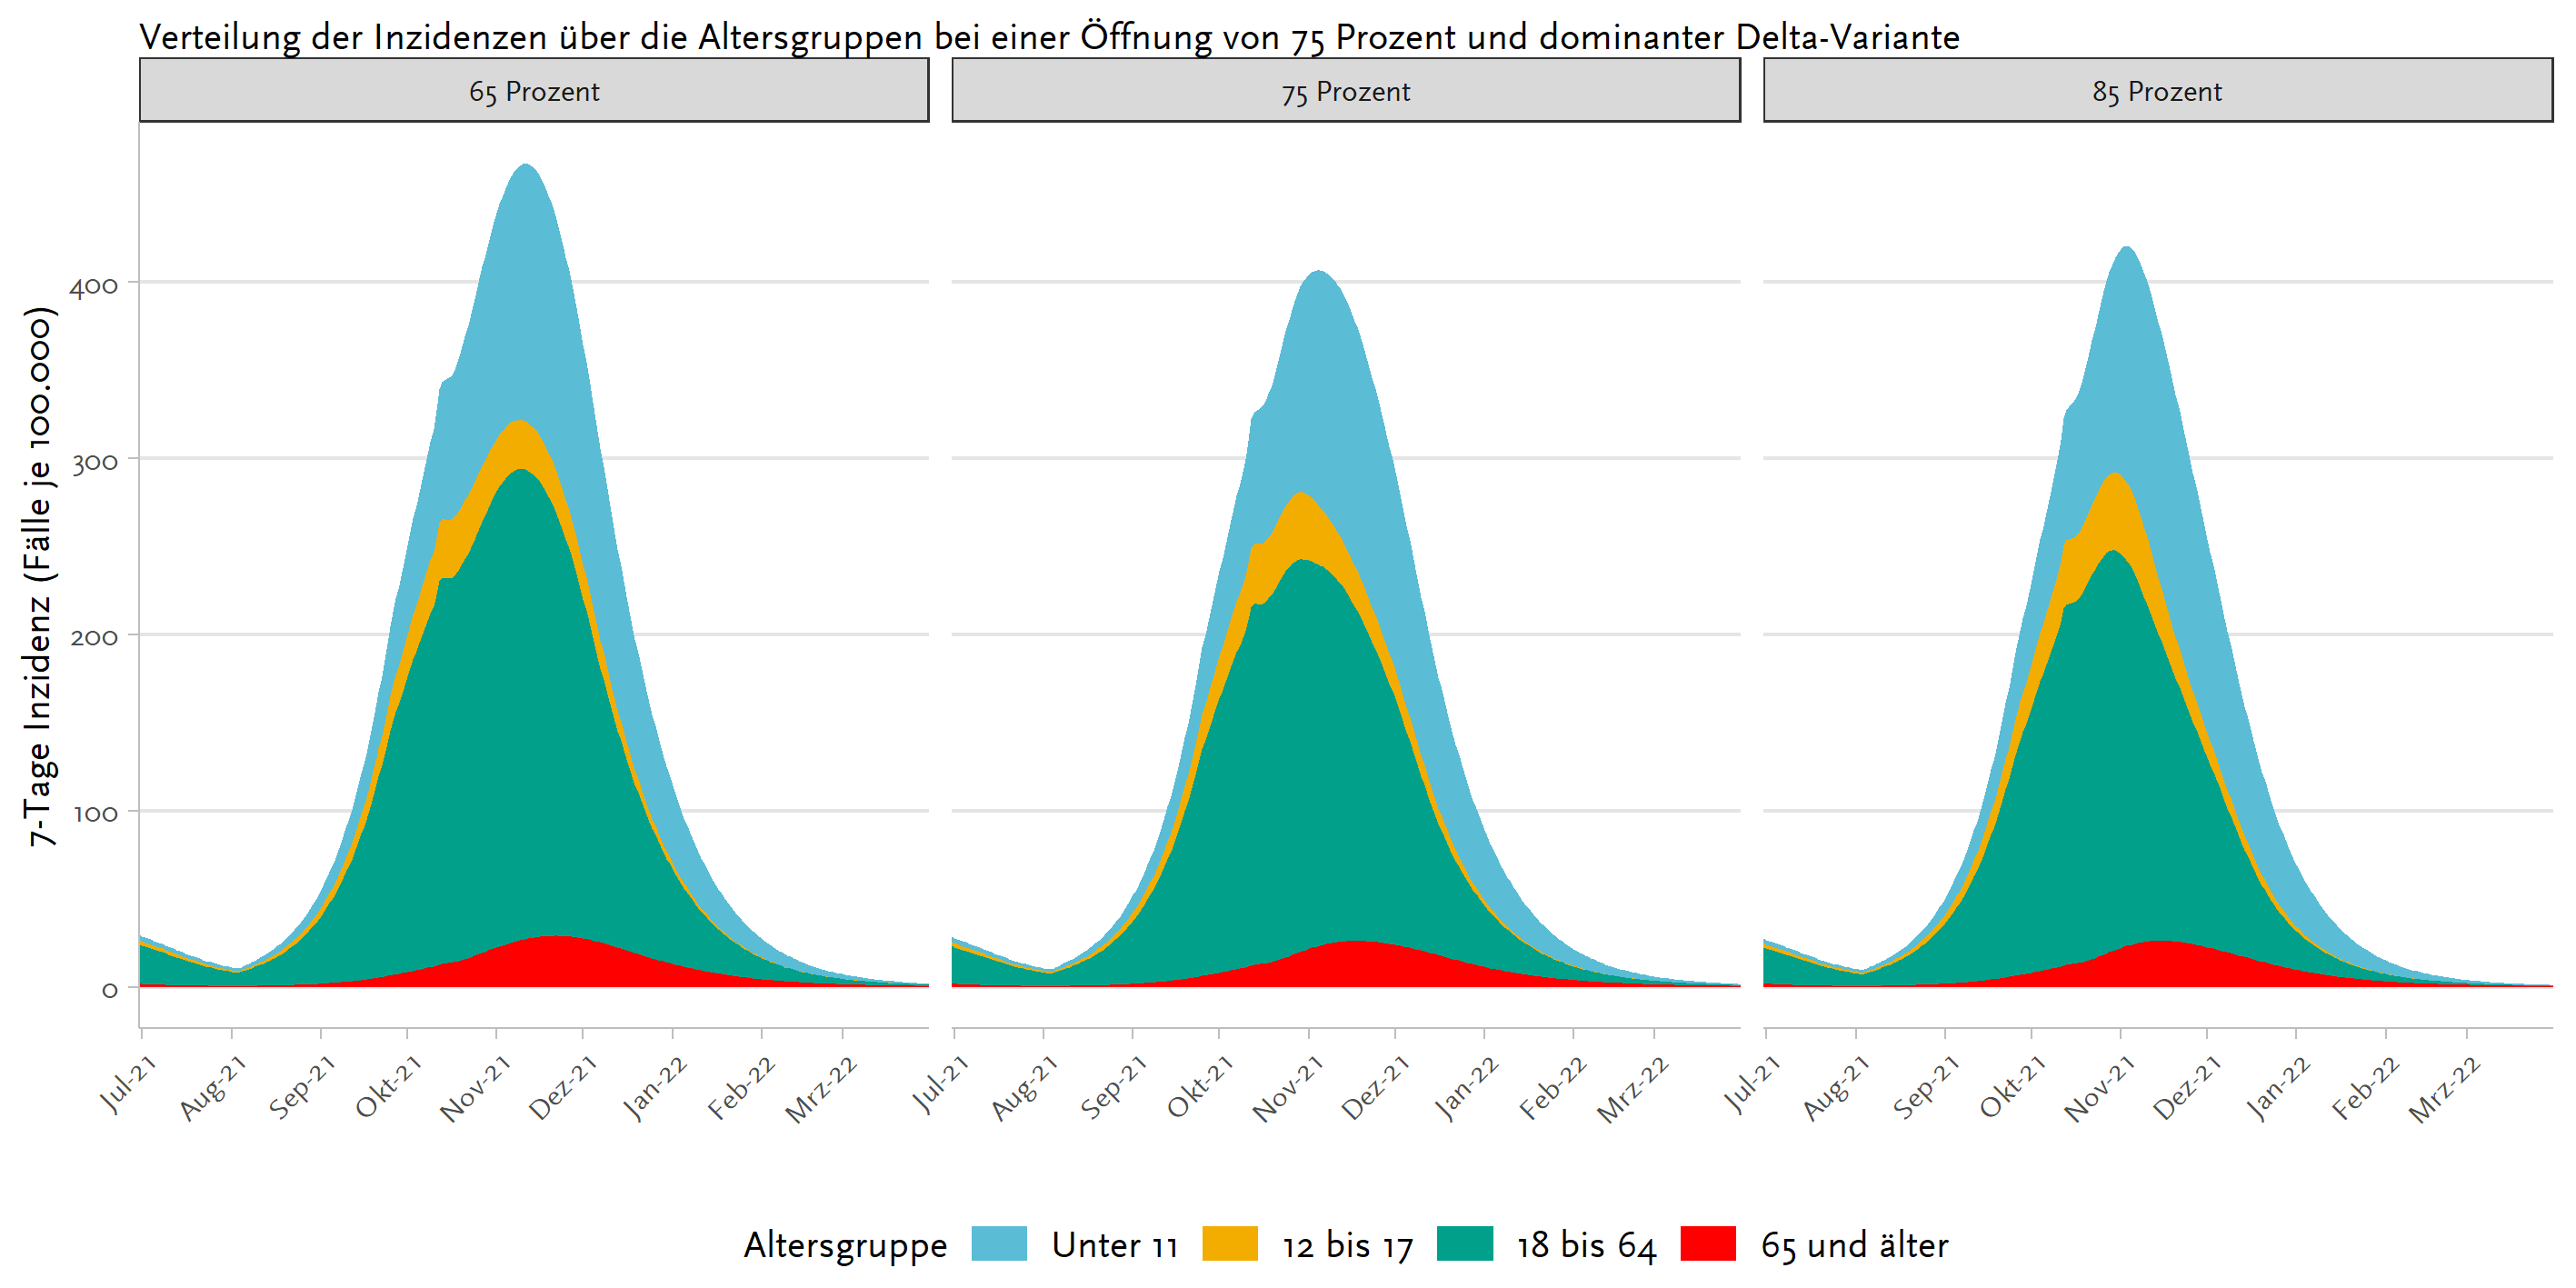 Verteilung der Inzidenzen über die Altersgruppen bei einer Öffnung von 75 Prozent und dominanter Delta-Variante
65 Prozent
75 Prozent
85 Prozent
7-Tage Inzidenz (Fälle je 100.000)
400
300
200
100
0
Jul-21 Aug-21 Sep-21 Okt-21 Nov-21 Dez-21 Jan-22 Feb-22 Mrz-22
Jul-21 Aug-21 Sep-21 Okt-21 Nov-21 Dez-21 Jan-22 Feb-22 Mrz-22
Jul-21 Aug-21 Sep-21 Okt-21 Nov-21 Dez-21 Jan-22 Feb-22 Mrz-22
Altersgruppe Unter 11 12 bis 17 18 bis 64 65 und älter